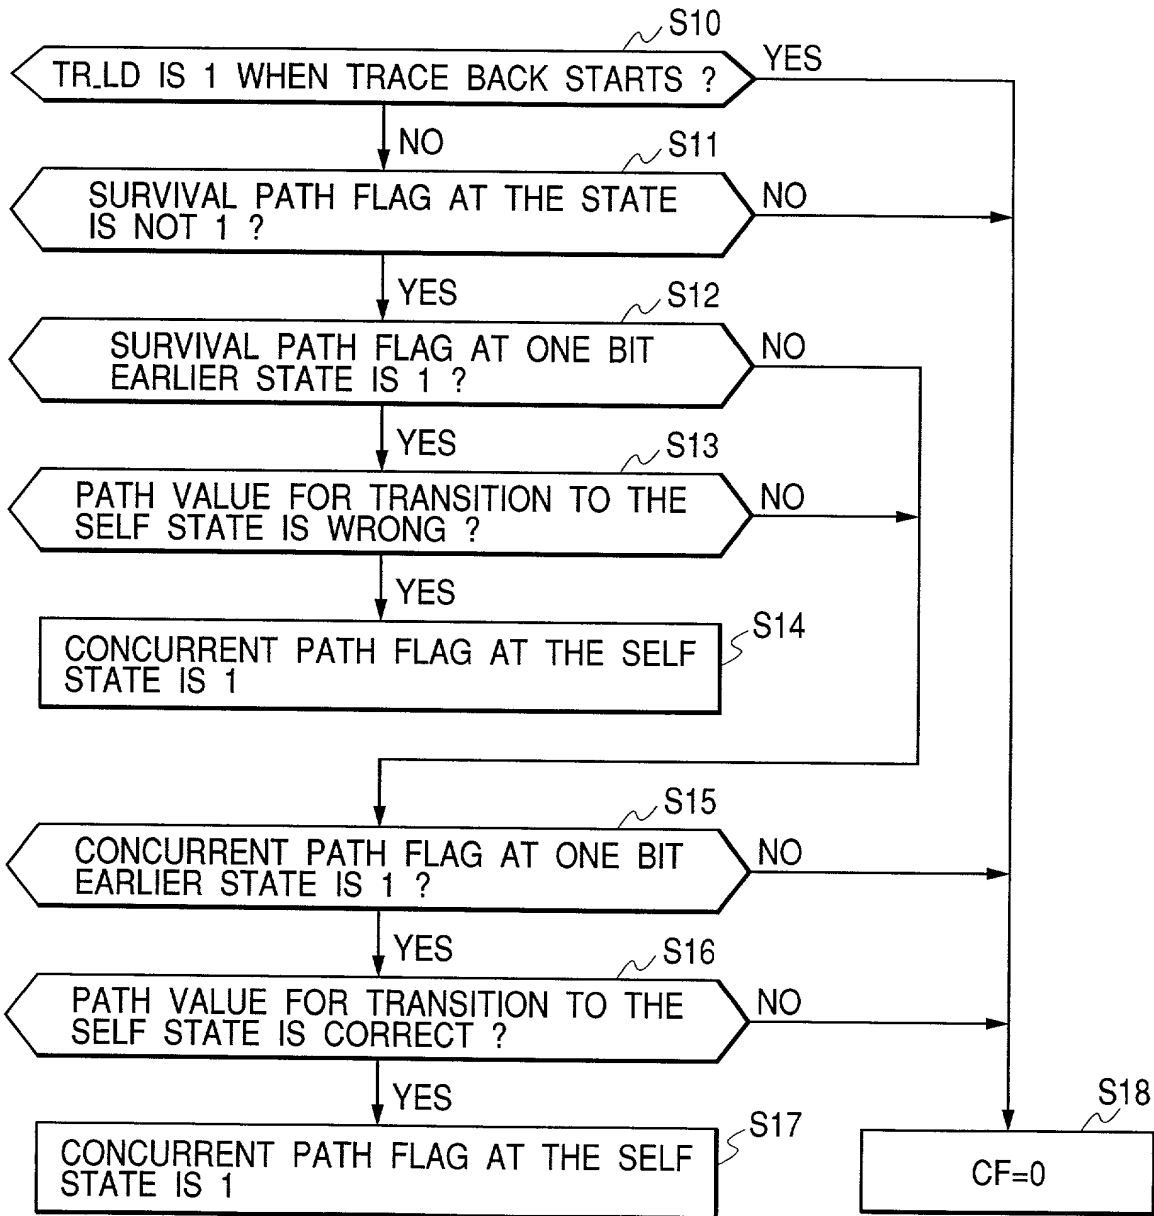 S10
TR_LD IS 1 WHEN TRACE BACK STARTS ?
YES
NO
S11
SURVIVAL PATH FLAG AT THE STATE
IS NOT 1 ?
NO
YES
S12
SURVIVAL PATH FLAG AT ONE BIT
EARLIER STATE IS 1 ?
NO
YES
S13
PATH VALUE FOR TRANSITION TO THE
SELF STATE IS WRONG ?
NO
YES
S14
CONCURRENT PATH FLAG AT THE SELF
STATE IS 1
S15
CONCURRENT PATH FLAG AT ONE BIT
EARLIER STATE IS 1 ?
NO
YES
S16
PATH VALUE FOR TRANSITION TO THE
SELF STATE IS CORRECT ?
NO
YES
S17
CONCURRENT PATH FLAG AT THE SELF
STATE IS 1
S18
CF=0